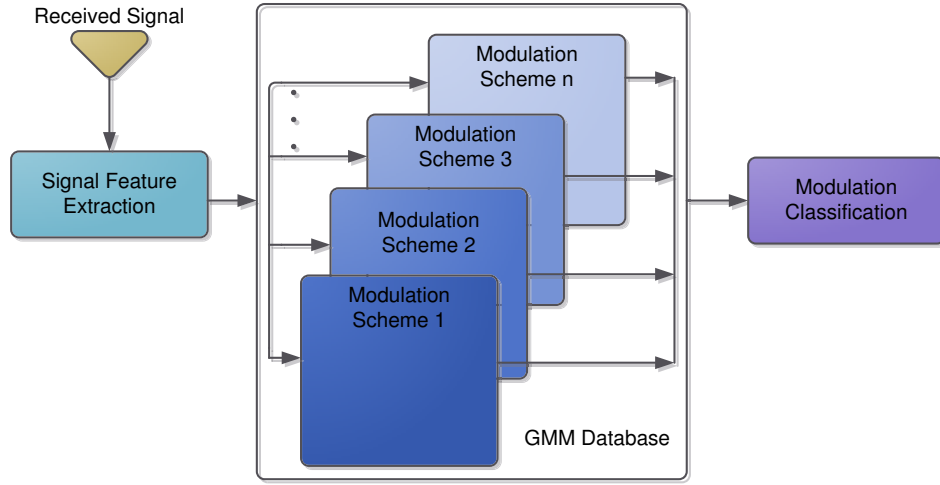 Received Signal
Signal Feature
Extraction
Modulation
Scheme n
Modulation
Scheme 3
Modulation
Scheme 2
Modulation
Scheme 1
GMM Database
Modulation
Classification